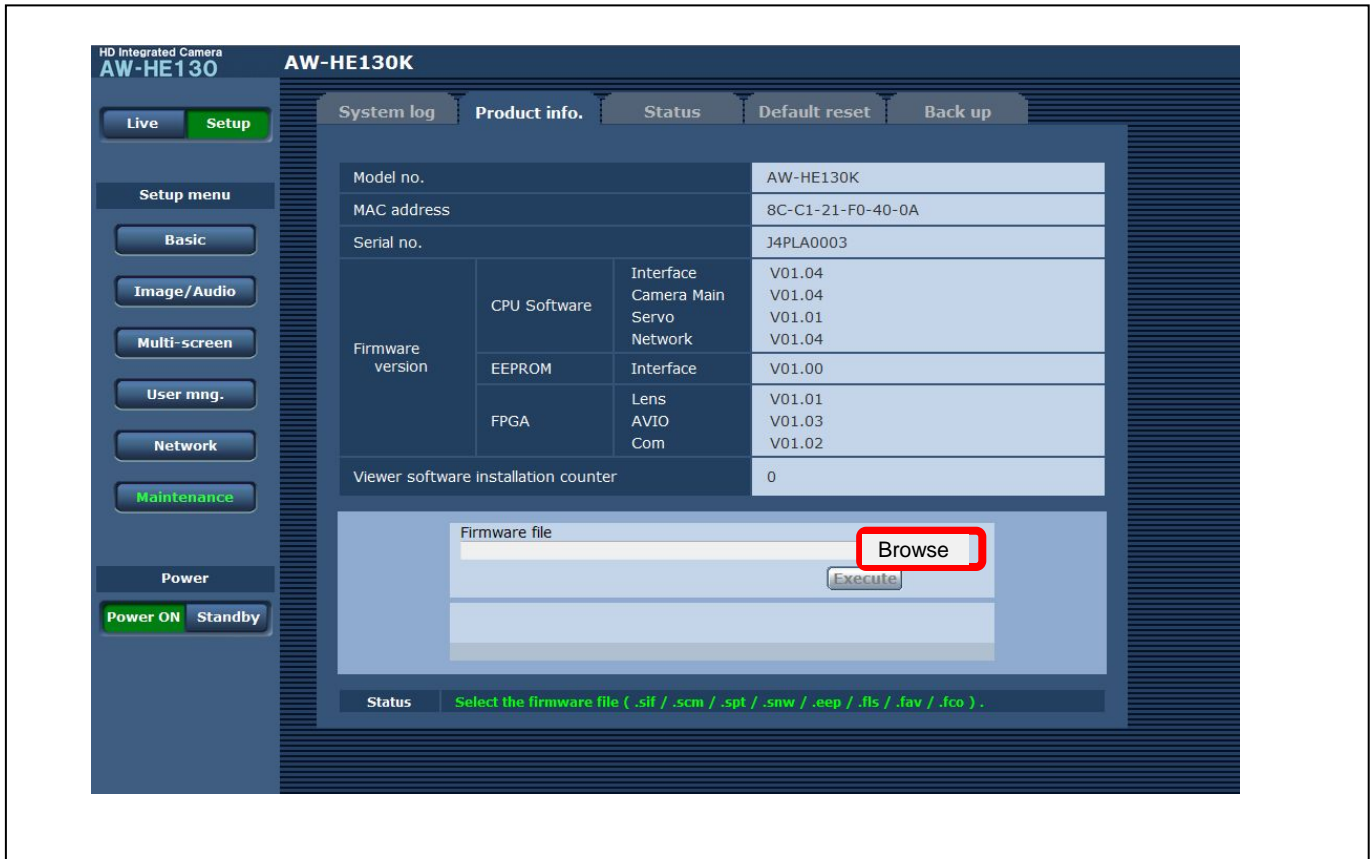 HD Integrated Camera
AW-HE130
AW-HE130K
Live Setup
System log Product info. Status Default reset Back up
Setup menu
Basic
Image/Audio
Multi-screen
User mng.
Network
Maintenance
Power
Power ON Standby
Model no. AW-HE130K
MAC address 8C-C1-21-F0-40-0A
Serial no. J4PLA0003
Firmware
version
CPU Software
Interface V01.04
Camera Main V01.04
Servo V01.01
Network V01.04
EEPROM Interface V01.00
FPGA
Lens V01.01
AVIO V01.03
Com V01.02
Viewer software installation counter 0
Firmware file
Browse
Execute
Status Select the firmware file ( .sif / .scm / .spt / .snw / .eep / .fls / .fav / .fco ) .